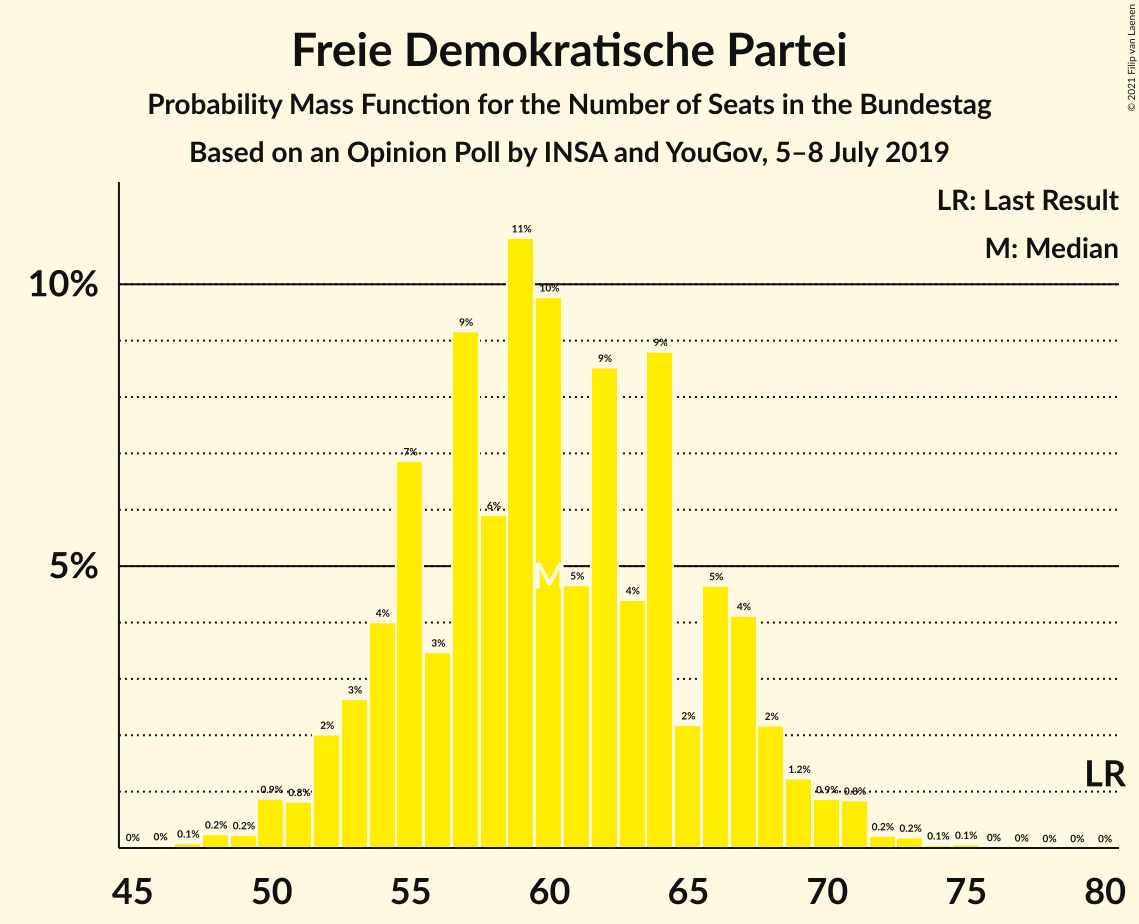 Freie Demokratische Partei
Probability Mass Function for the Number of Seats in the Bundestag
Based on an Opinion Poll by INSA and YouGov, 5–8 July 2019
© 2021 Filip van Laenen
LR: Last Result
M: Median
10%
5%
0% 0% 0.1% 0.2% 0.2% 0.9% 0.8% 2% 3% 4% 7% 3% 9% 6% 11% 10% 5% 9% 4% 9% 2% 5% 4% 2% 1.2% 0.9% 0.8% 0.2% 0.2% 0.1% 0.1% 0% 0% 0% 0% 0%
M
LR
45 50 55 60 65 70 75 80